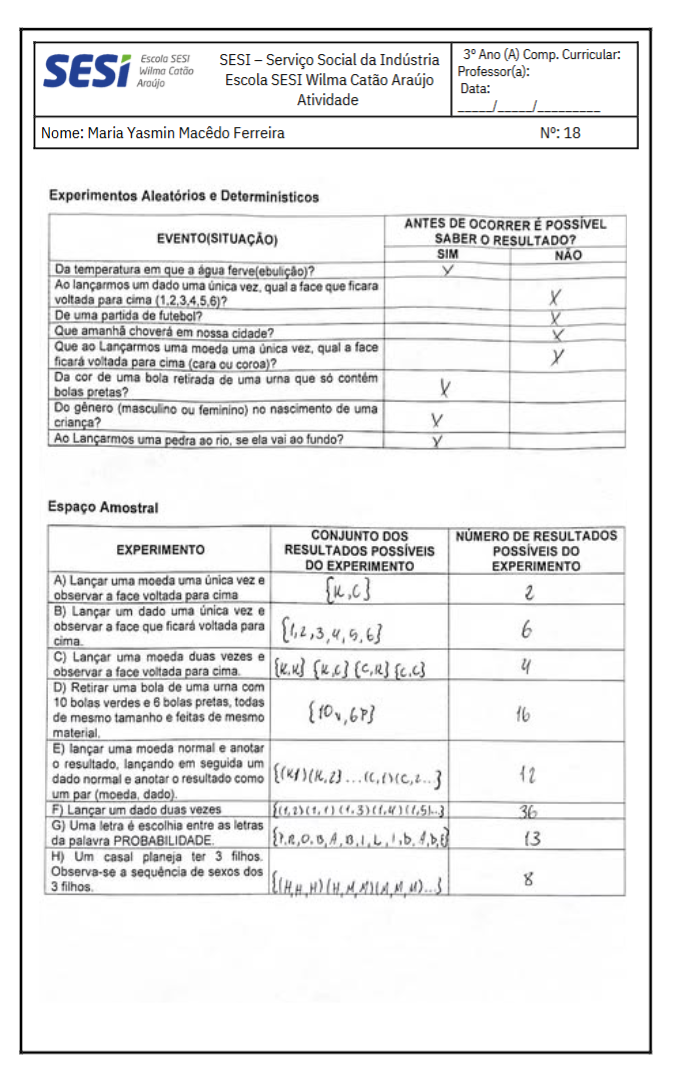 SESI
Escola SESI
Wilma Catão
Araújo
SESI – Serviço Social da Indústria
Escola SESI Wilma Catão Araújo
Atividade
3º Ano (A) Comp. Curricular:
Professor(a):
Data:
_____/_____/_________
Nome: Maria Yasmin Macêdo Ferreira Nº: 18
Experimentos Aleatórios e Determinísticos
EVENTO(SITUAÇÃO)
ANTES DE OCORRER É POSSÍVEL
SABER O RESULTADO?
SIM NÃO
Da temperatura em que a água ferve(ebulição)? X
Ao lançarmos um dado uma única vez, qual a face que ficara
voltada para cima (1,2,3,4,5,6)? X
De uma partida de futebol? X
Que amanhã choverá em nossa cidade? X
Que ao Lançarmos uma moeda uma única vez, qual a face
ficará voltada para cima (cara ou coroa)? X
Da cor de uma bola retirada de uma urna que só contém
bolas pretas? X
Do gênero (masculino ou feminino) no nascimento de uma
criança? X
Ao Lançarmos uma pedra ao rio, se ela vai ao fundo? X
Espaço Amostral
EXPERIMENTO
CONJUNTO DOS
RESULTADOS POSSÍVEIS
DO EXPERIMENTO
NÚMERO DE RESULTADOS
POSSÍVEIS DO
EXPERIMENTO
A) Lançar uma moeda uma única vez e
observar a face voltada para cima
{K,C}
2
B) Lançar um dado uma única vez e
observar a face que ficará voltada para
cima.
{1,2,3,4,5,6}
6
C) Lançar uma moeda duas vezes e
observar a face voltada para cima.
{K,K} {K,C} {C,K} {C,C}
4
D) Retirar uma bola de uma urna com
10 bolas verdes e 6 bolas pretas, todas
de mesmo tamanho e feitas de mesmo
material.
{10v,6P}
16
E) lançar uma moeda normal e anotar
o resultado, lançando em seguida um
dado normal e anotar o resultado como
um par (moeda, dado).
{(K,1)(K,2)...(C,1)(C,2...}
12
F) Lançar um dado duas vezes
{(1,2)(1,1)(1,3)(1,4)(1,5)...}
36
G) Uma letra é escolhia entre as letras
da palavra PROBABILIDADE.
{P,R,O,B,A,B,I,L,I,D,A,D,E}
13
H) Um casal planeja ter 3 filhos.
Observa-se a sequência de sexos dos
3 filhos.
{(H,H,H)(H,M,M)(M,M,M)...}
8